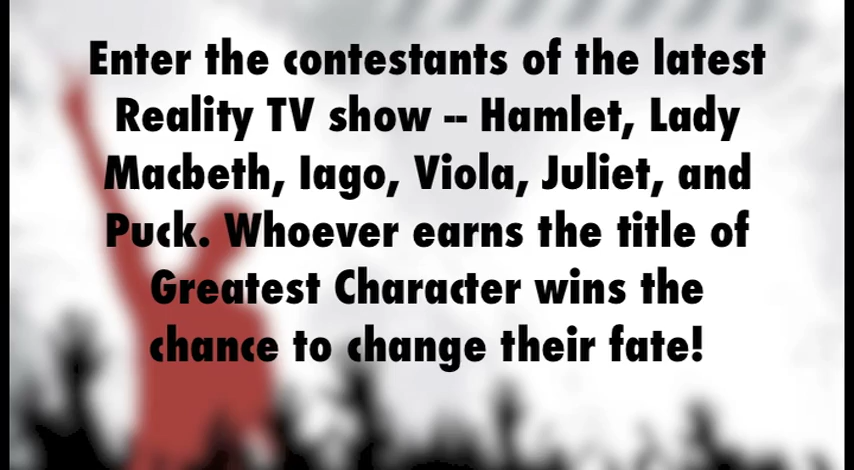 Enter the contestants of the latest
Reality TV show -- Hamlet, Lady
Macbeth, Iago, Viola, Juliet, and
Puck. Whoever earns the title of
Greatest Character wins the
chance to change their fate!